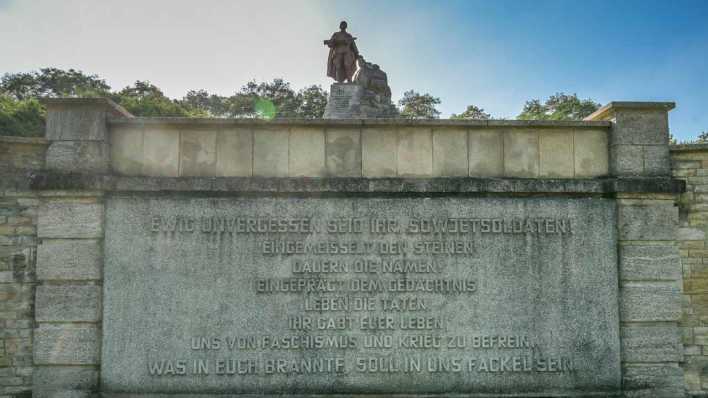 EWIG UNVERGESSEN SEID IHR, SOWJETSOLDATEN!
EINGEMEISSELT DEN STEINEN
DAUERN DIE NAMEN
EINGEPRÄGT DEM GEDÄCHTNIS
LEBEN DIE TATEN
IHR GABT EUER LEBEN
UNS VON FASCHISMUS UND KRIEG ZU BEFREIN
WAS IN EUCH BRANNTE, SOLL IN UNS FACKEL SEIN